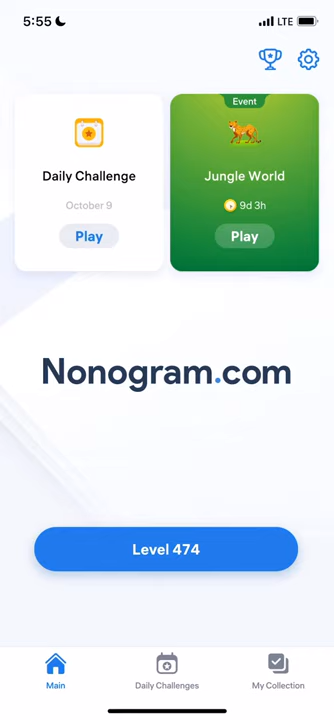 5:55
LTE
Event
Daily Challenge
Jungle World
October 9
9d 3h
Play
Play
Nonogram.com
Level 474
Main
Daily Challenges
My Collection